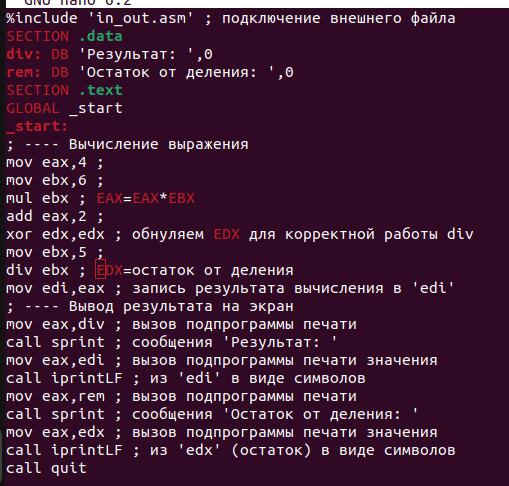 GNU nano 6.2
%include 'in_out.asm' ; подключение внешнего файла
SECTION .data
div: DB 'Результат: ',0
rem: DB 'Остаток от деления: ',0
SECTION .text
GLOBAL _start
_start:
; ---- Вычисление выражения
mov eax,4 ;
mov ebx,6 ;
mul ebx ; EAX=EAX*EBX
add eax,2 ;
xor edx,edx ; обнуляем EDX для корректной работы div
mov ebx,5 ;
div ebx ; EDX=остаток от деления
mov edi,eax ; запись результата вычисления в 'edi'
; ---- Вывод результата на экран
mov eax,div ; вызов подпрограммы печати
call sprint ; сообщения 'Результат: '
mov eax,edi ; вызов подпрограммы печати значения
call iprintLF ; из 'edi' в виде символов
mov eax,rem ; вызов подпрограммы печати
call sprint ; сообщения 'Остаток от деления: '
mov eax,edx ; вызов подпрограммы печати значения
call iprintLF ; из 'edx' (остаток) в виде символов
call quit